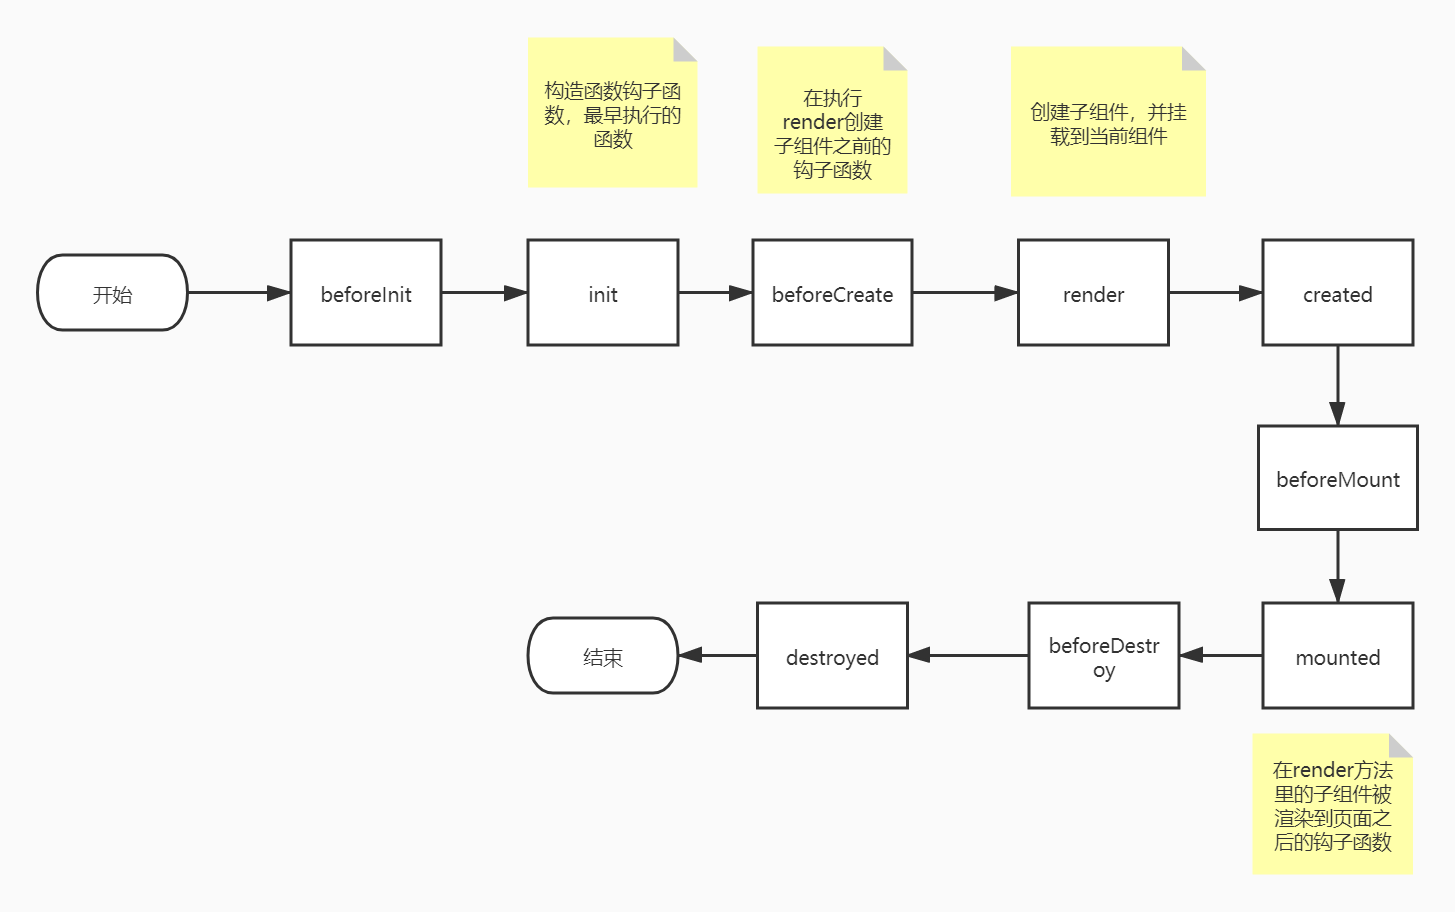 构造函数钩子函
数，最早执行的
函数
在执行
render创建
子组件之前的
钩子函数
创建子组件，并挂
载到当前组件
开始
beforeInit
init
beforeCreate
render
created
beforeMount
mounted
beforeDestr
oy
destroyed
结束
在render方法
里的子组件被
渲染到页面之
后的钩子函数